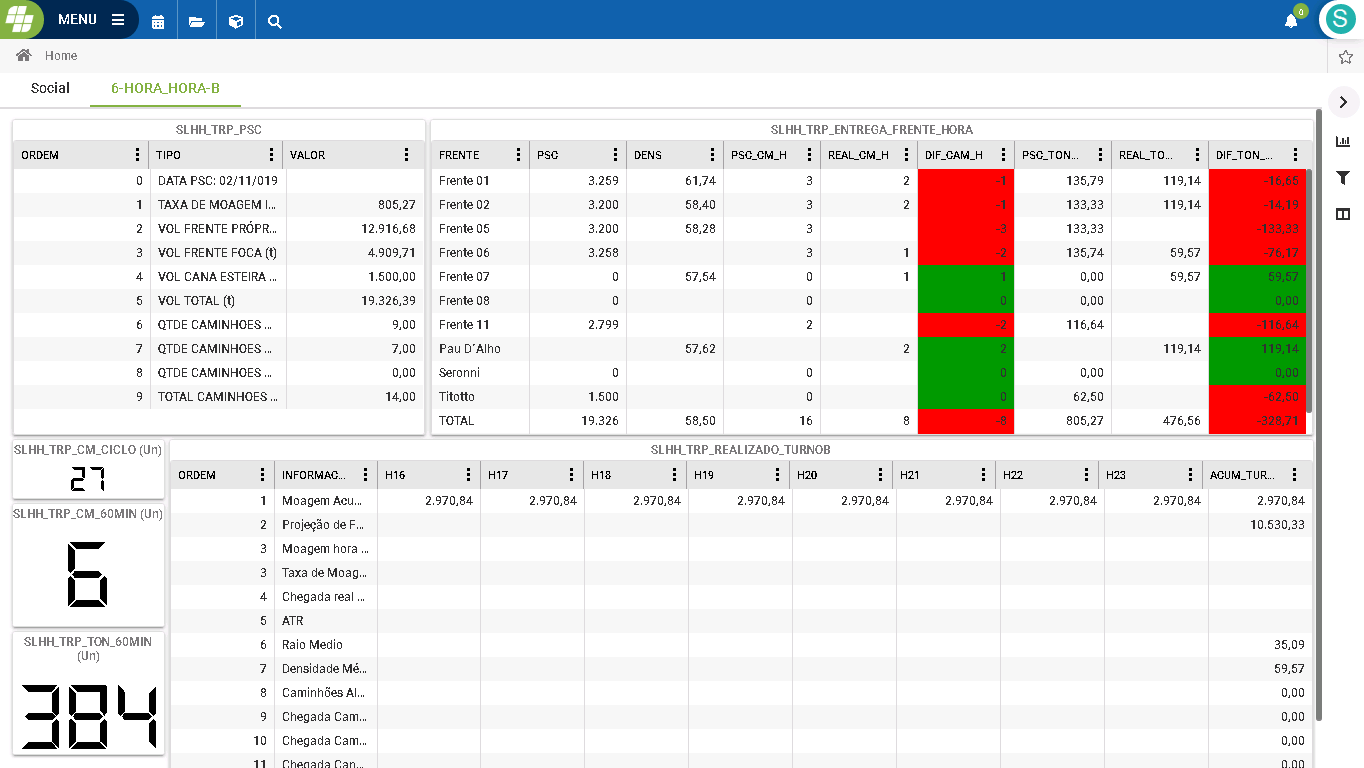 MENU
0
S
Home
Social 6-HORA_HORA-B
SLHH_TRP_PSC
ORDEM TIPO VALOR
0 DATA PSC: 02/11/019
1 TAXA DE MOAGEM I... 805,27
2 VOL FRENTE PRÓPR... 12.916,68
3 VOL FRENTE FOCA (t) 4.909,71
4 VOL CANA ESTEIRA ... 1.500,00
5 VOL TOTAL (t) 19.326,39
6 QTDE CAMINHOES ... 9,00
7 QTDE CAMINHOES ... 7,00
8 QTDE CAMINHOES ... 0,00
9 TOTAL CAMINHOES ... 14,00
SLHH_TRP_ENTREGA_FRENTE_HORA
FRENTE PSC DENS PSC_CM_H REAL_CM_H DIF_CAM_H PSC_TON... REAL_TO... DIF_TON_...
Frente 01 3.259 61,74 3 2 -1 135,79 119,14 -16,65
Frente 02 3.200 58,40 3 2 -1 133,33 119,14 -14,19
Frente 05 3.200 58,28 3 -3 133,33 -133,33
Frente 06 3.258 3 1 -2 135,74 59,57 -76,17
Frente 07 0 57,54 0 1 1 0,00 59,57 59,57
Frente 08 0 0 0 0,00 0,00
Frente 11 2.799 2 -2 116,64 -116,64
Pau D´Alho 57,62 2 2 119,14 119,14
Seronni 0 0 0 0,00 0,00
Titotto 1.500 0 0 62,50 -62,50
TOTAL 19.326 58,50 16 8 -8 805,27 476,56 -328,71
SLHH_TRP_CM_CICLO (Un)
27
SLHH_TRP_CM_60MIN (Un)
6
SLHH_TRP_TON_60MIN
(Un)
384
SLHH_TRP_REALIZADO_TURNOB
ORDEM INFORMAC... H16 H17 H18 H19 H20 H21 H22 H23 ACUM_TUR...
1 Moagem Acu... 2.970,84 2.970,84 2.970,84 2.970,84 2.970,84 2.970,84 2.970,84 2.970,84 2.970,84
2 Projeção de F... 10.530,33
3 Moagem hora ...
3 Taxa de Moag...
4 Chegada real ...
5 ATR
6 Raio Medio 35,09
7 Densidade Mé... 59,57
8 Caminhões Al... 0,00
9 Chegada Cam... 0,00
10 Chegada Cam... 0,00
11 Chegada Can... 0,00